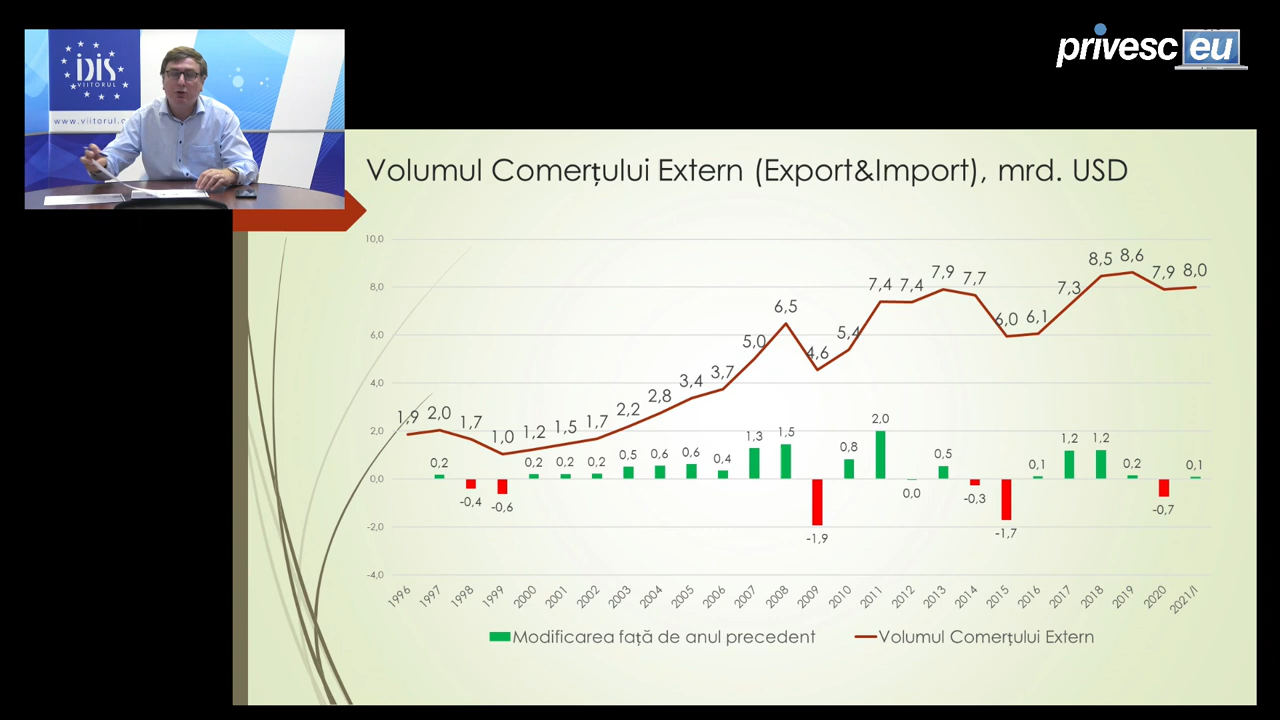 IDIS
VIITORUL
www.viitorul.o
privesc eu
Volumul Comerțului Extern (Export&Import), mrd. USD
10,0
8,0
6,0
4,0
2,0
0,0
-2,0
-4,0
1,9 2,0 1,7 1,0 1,2 1,5 1,7 2,2 2,8 3,4 3,7 5,0 6,5 4,6 5,4 7,4 7,4 7,9 7,7 6,0 6,1 7,3 8,5 8,6 7,9 8,0
0,2 -0,4 -0,6 0,2 0,2 0,2 0,5 0,6 0,6 0,4 1,3 1,5 -1,9 0,8 2,0 0,0 0,5 -0,3 -1,7 0,1 1,2 1,2 0,2 -0,7 0,1
1996 1997 1998 1999 2000 2001 2002 2003 2004 2005 2006 2007 2008 2009 2010 2011 2012 2013 2014 2015 2016 2017 2018 2019 2020 2021/I
Modificarea față de anul precedent Volumul Comerțului Extern